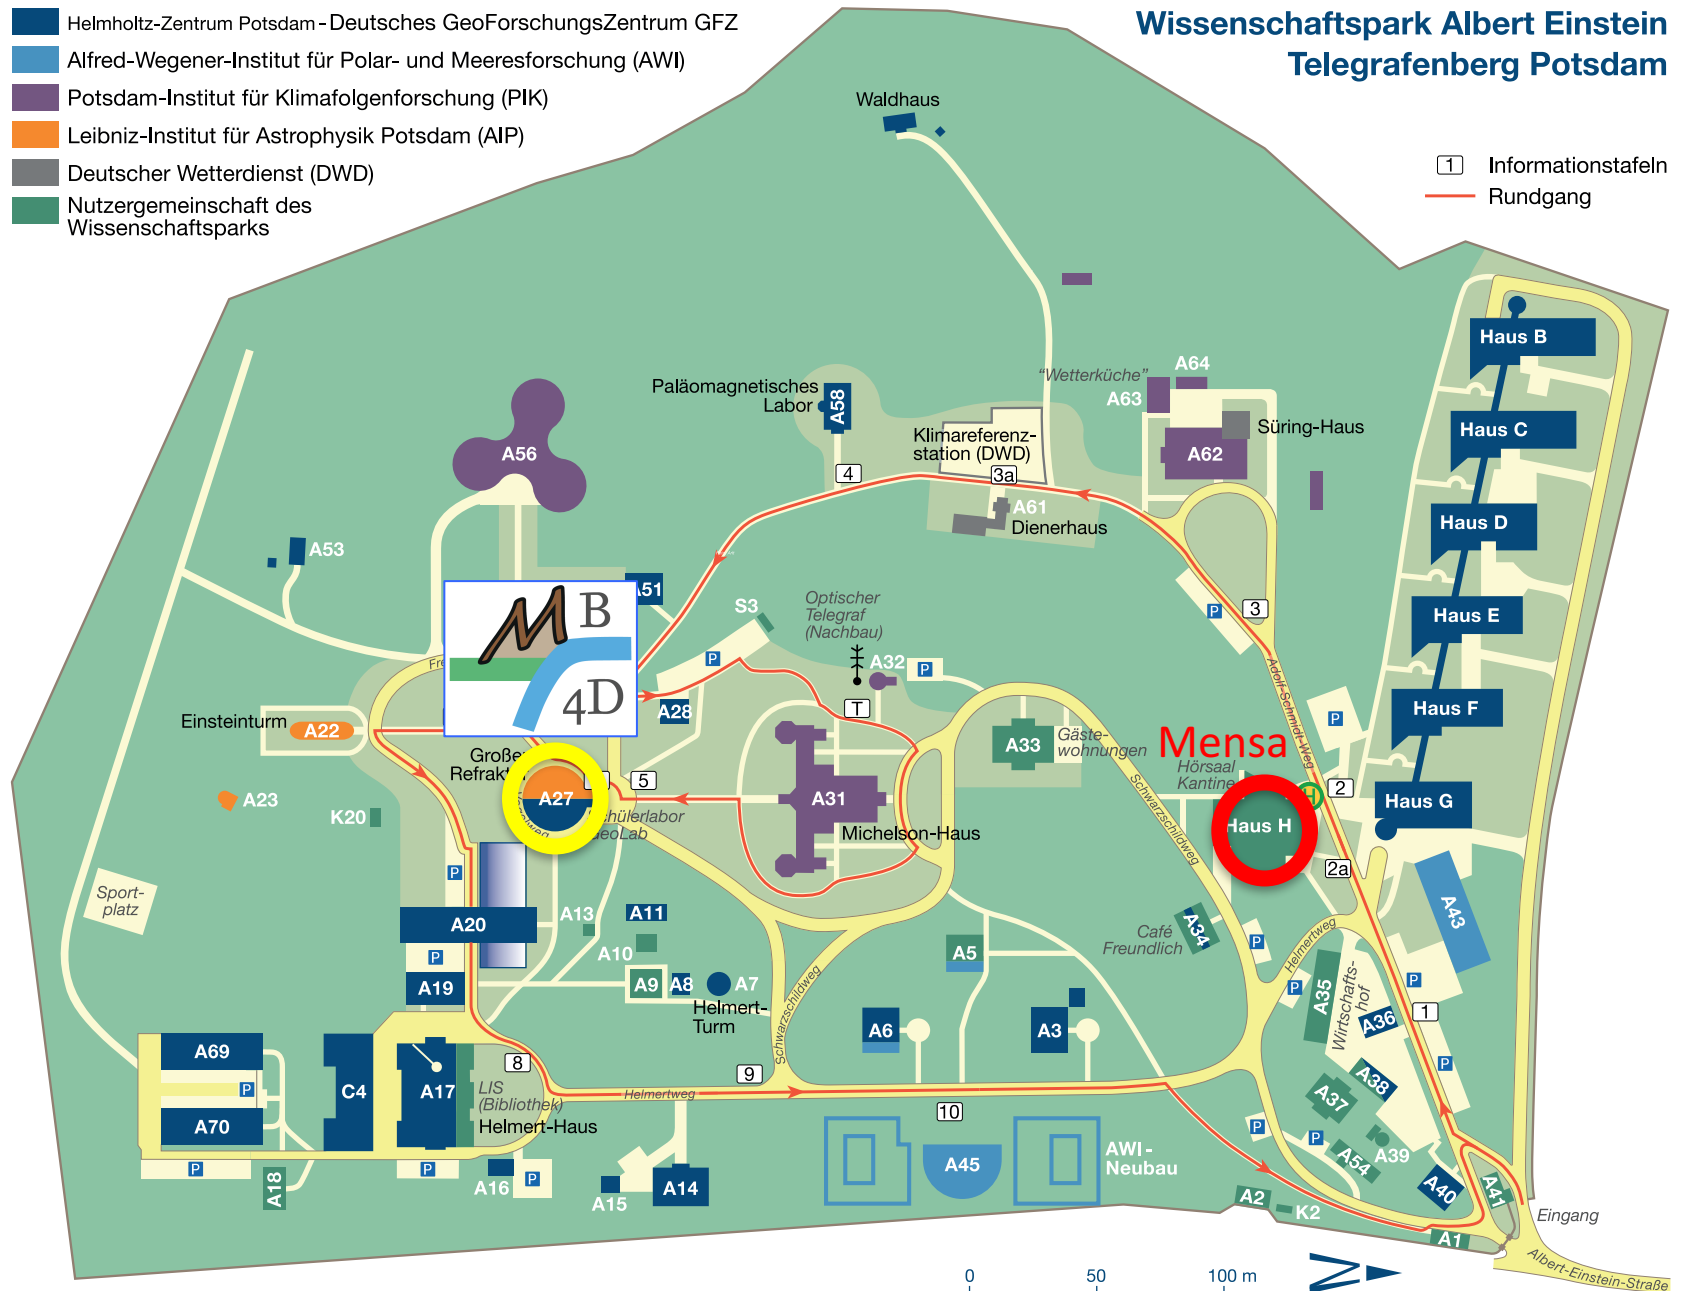 Helmholtz-Zentrum Potsdam - Deutsches GeoForschungsZentrum GFZ
Alfred-Wegener-Institut für Polar- und Meeresforschung (AWI)
Potsdam-Institut für Klimafolgenforschung (PIK)
Leibniz-Institut für Astrophysik Potsdam (AIP)
Deutscher Wetterdienst (DWD)
Nutzergemeinschaft des
Wissenschaftsparks
Wissenschaftspark Albert Einstein
Telegrafenberg Potsdam
1 Informationstafeln
Rundgang
Waldhaus
Haus B
Haus C
Haus D
Haus E
Haus F
Haus G
"Wetterküche"
A64
A63
Süring-Haus
A62
Paläomagnetisches
Labor
A58
Klimareferenz-
station (DWD)
3a
4
A61
Dienerhaus
A56
A53
A51
S3
P
3
Optischer
Telegraf
(Nachbau)
A32
P
P
T
MB
4D
Fre
A28
Adolf-Schmidt-Weg
P
Einsteinturm
A22
A23
K20
Große
Refrakt
A27
5
chülerlabor
GeoLab
A31
Michelson-Haus
A33
Gäste-
wohnungen
Schwarzschildweg
Mensa
Hörsaal
Kantine
H
2
Haus H
2a
A43
Sport-
platz
P
A20
A13
A11
A10
P
A19
A9
A8
A7
Helmert-
Turm
Schwarzschildweg
A5
A6
A3
Café
Freundlich
A34
P
Helmertweg
P
A35
Wirtschafts-
hof
P
A36
1
P
A38
A37
A39
A54
P
P
A40
A41
A69
P
A70
C4
A17
LIS
(Bibliothek)
Helmert-Haus
8
9
Helmertweg
10
P
A18
P
A16
P
A15
A14
A45
AWI-
Neubau
A2
K2
A1
Eingang
Albert-Einstein-Straße
0 50 100 m
N